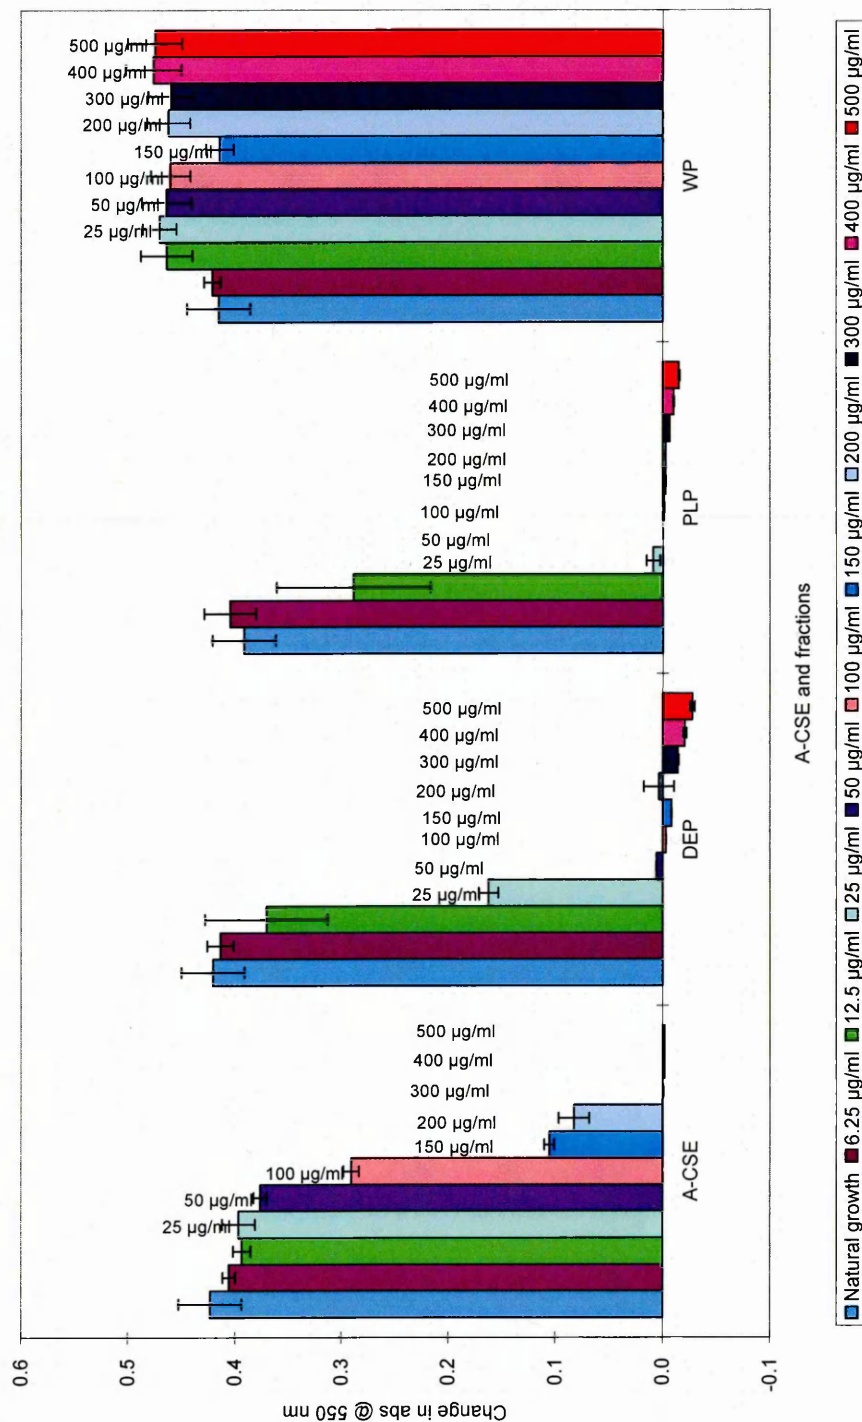 Change in abs @ 550 nm
0.6
0.5
0.4
0.3
0.2
0.1
0.0
-0.1
25 µg/ml
50 µg/ml
100 µg/ml
150 µg/ml
200 µg/ml
300 µg/ml
400 µg/ml
500 µg/ml
25 µg/ml
50 µg/ml
100 µg/ml
150 µg/ml
200 µg/ml
300 µg/ml
400 µg/ml
500 µg/ml
25 µg/ml
50 µg/ml
100 µg/ml
150 µg/ml
200 µg/ml
300 µg/ml
400 µg/ml
500 µg/ml
25 µg/ml
50 µg/ml
100 µg/ml
150 µg/ml
200 µg/ml
300 µg/ml
400 µg/ml
500 µg/ml
A-CSE
DEP
PLP
WP
A-CSE and fractions
Natural growth 6.25 µg/ml 12.5 µg/ml 25 µg/ml 50 µg/ml 100 µg/ml 150 µg/ml 200 µg/ml 300 µg/ml 400 µg/ml 500 µg/ml